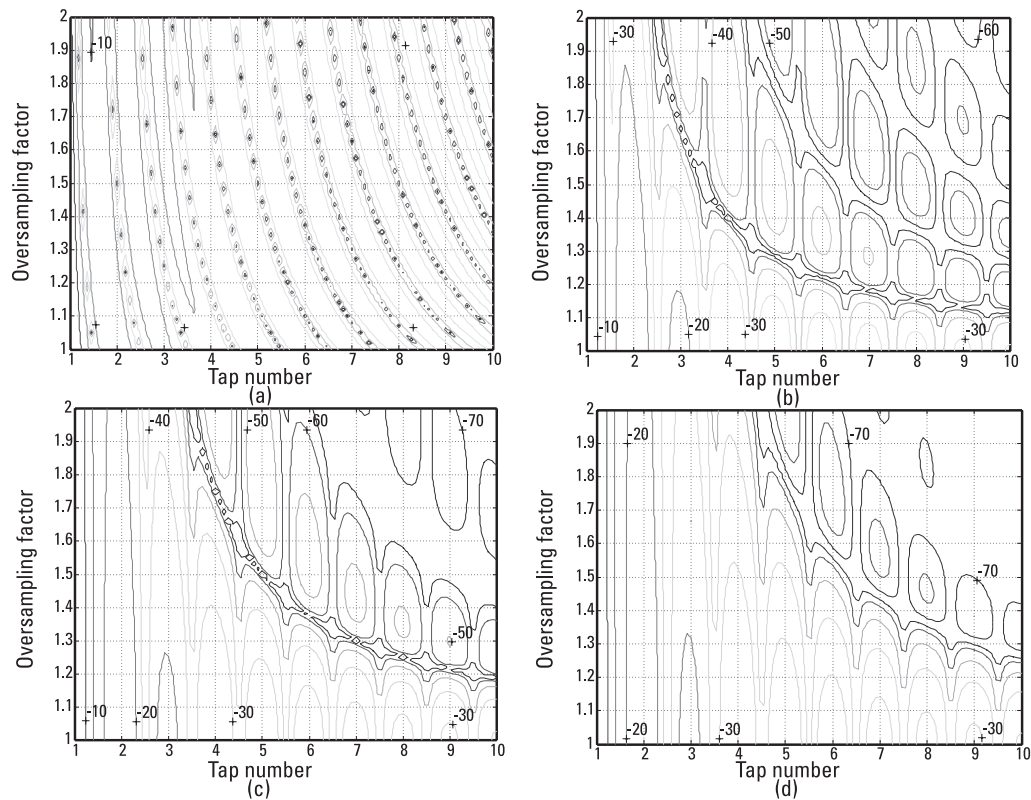 2
1.9
1.8
1.7
1.6
1.5
1.4
1.3
1.2
1.1
1
Oversampling factor
-10
1 2 3 4 5 6 7 8 9 10
Tap number
(a)
2
1.9
1.8
1.7
1.6
1.5
1.4
1.3
1.2
1.1
1
Oversampling factor
-30 -40 -50 -60
-10 -20 -30 -30
1 2 3 4 5 6 7 8 9 10
Tap number
(b)
2
1.9
1.8
1.7
1.6
1.5
1.4
1.3
1.2
1.1
1
Oversampling factor
-40 -50 -60 -70
-50
-10 -20 -30 -30
1 2 3 4 5 6 7 8 9 10
Tap number
(c)
2
1.9
1.8
1.7
1.6
1.5
1.4
1.3
1.2
1.1
1
Oversampling factor
-20 -70
-70
-20 -30 -30
1 2 3 4 5 6 7 8 9 10
Tap number
(d)